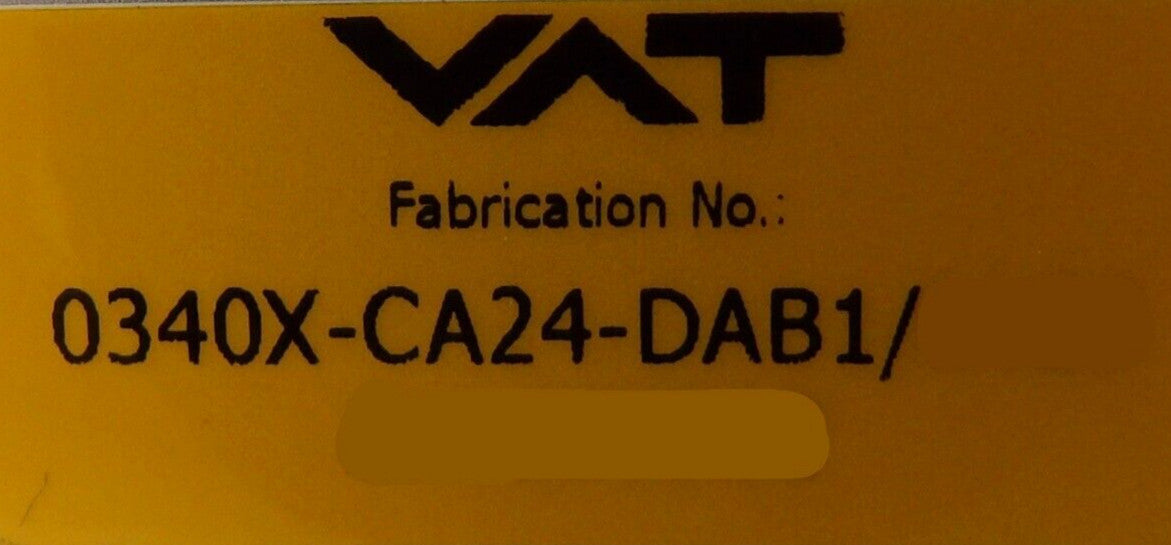 VAT
Fabrication No.:
0340X-CA24-DAB1/